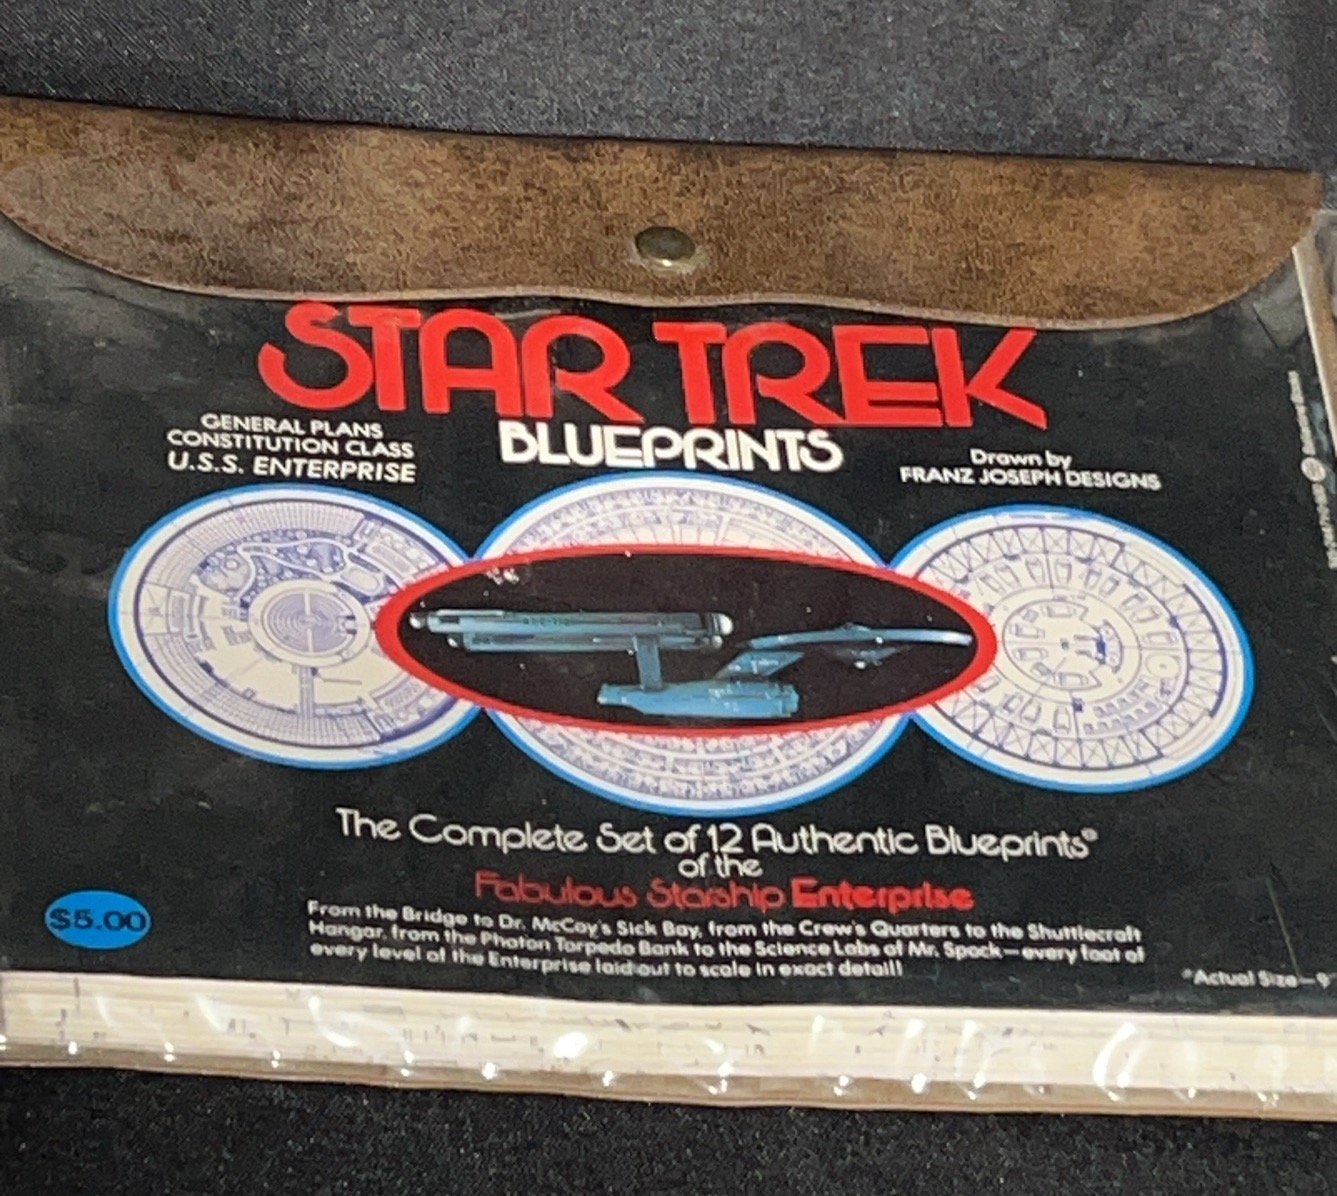 STAR TREK
BLUEPRINTS
GENERAL PLANS
CONSTITUTION CLASS
U.S.S. ENTERPRISE
Drawn by
FRANZ JOSEPH DESIGNS
The Complete Set of 12 Authentic Blueprints*
of the
Fabulous Starship Enterprise
From the Bridge to Dr. McCoy's Sick Bay, from the Crew's Quarters to the Shuttlecraft
Hangar, from the Photon Torpedo Bank to the Science Labs of Mr. Spock—every foot of
every level of the Enterprise laid out to scale in exact detail!
$5.00
*Actual Size—9"